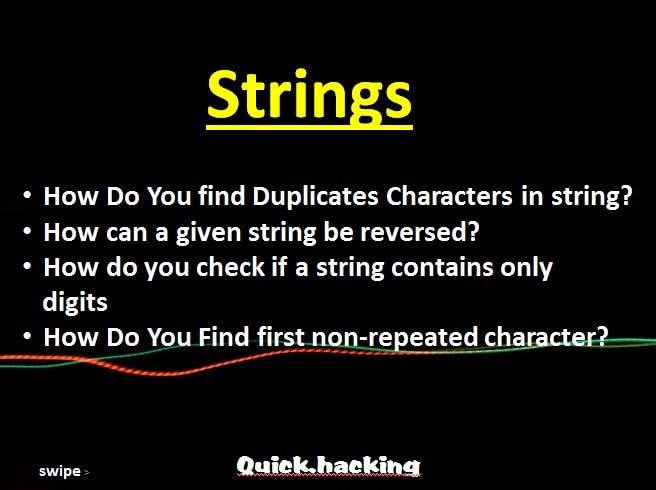 Strings
• How Do You find Duplicates Characters in string?
• How can a given string be reversed?
• How do you check if a string contains only
digits
• How Do You Find first non-repeated character?
swipe >
Quick.hacking